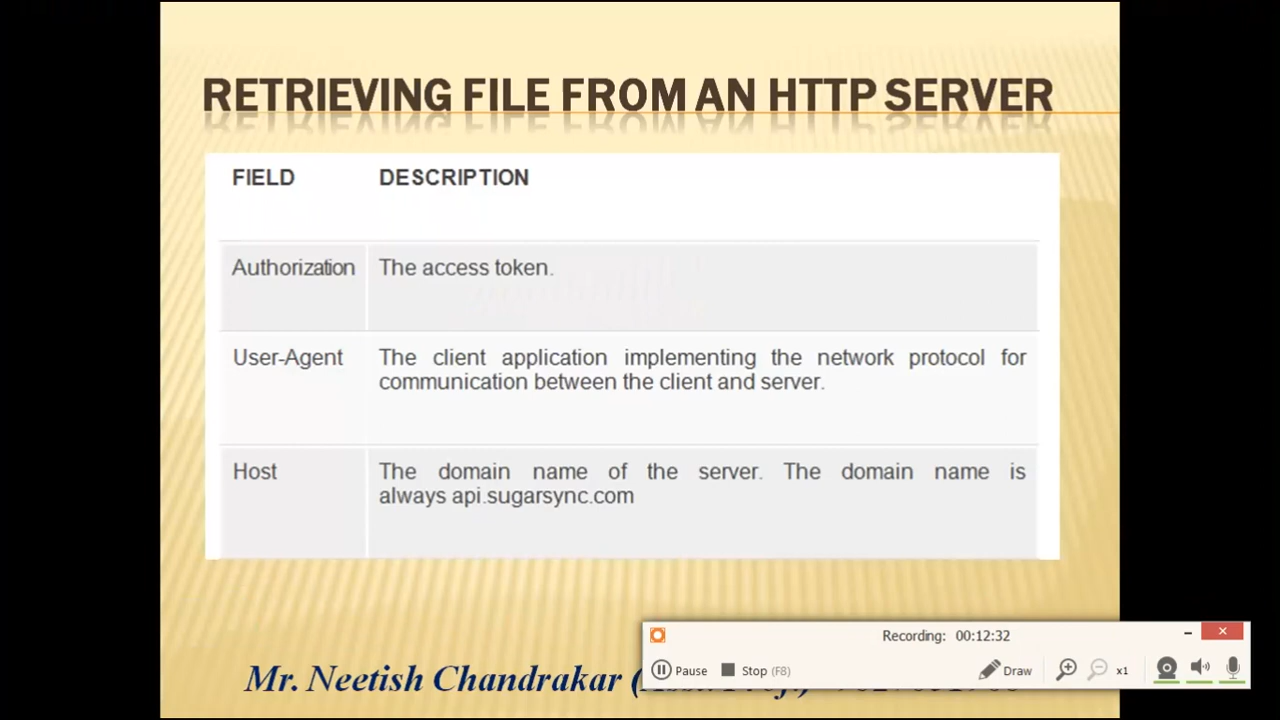 RETRIEVING FILE FROM AN HTTP SERVER
FIELD DESCRIPTION
Authorization The access token.
User-Agent The client application implementing the network protocol for
communication between the client and server.
Host The domain name of the server. The domain name is
always api.sugarsync.com
Recording: 00:12:32
Pause Stop (F8) Draw x1
Mr. Neetish Chandrakar